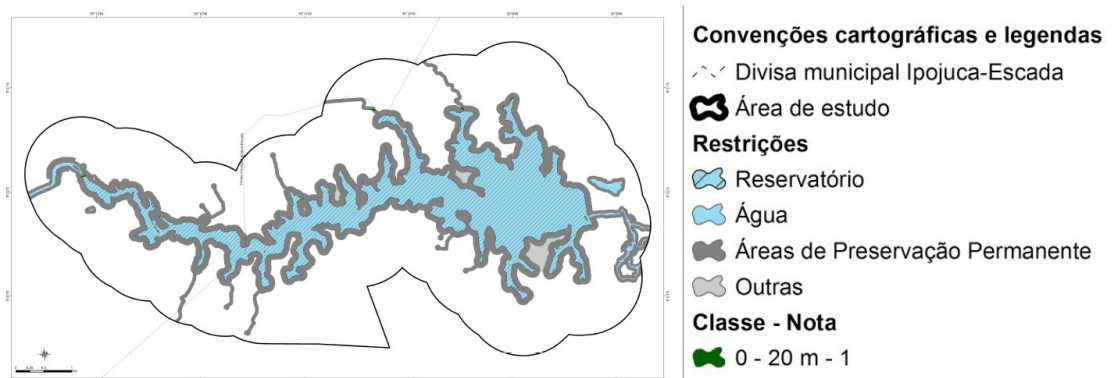 Convenções cartográficas e legendas
Divisa municipal Ipojuca-Escada
Área de estudo
Restrições
Reservatório
Água
Áreas de Preservação Permanente
Outras
Classe - Nota
0 - 20 m - 1